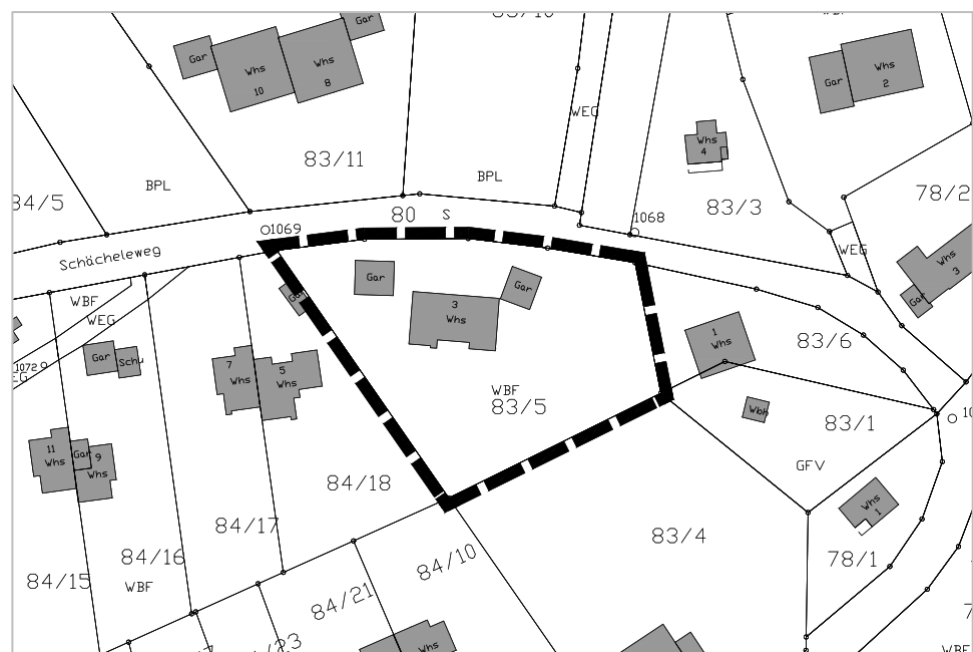 Gar
Whs
10
Whs
8
Gar
WEG
Gar
Whs
2
Whs
4
83/11
BPL
BPL
84/5
83/3
78/2
80
S
1068
1069
WEG
Schächeleweg
Whs
3
Gar
Gar
Gar
Gar
WBF
WEG
3
Whs
1
Whs
83/6
1072
Gar
Schu
7
Whs
5
Whs
WBF
83/5
Wbh
83/1
11
Whs
Gar
9
Whs
GFV
84/18
Whs
1
84/17
83/4
84/16
84/10
78/1
84/15
WBF
84/21
Whs
WBF